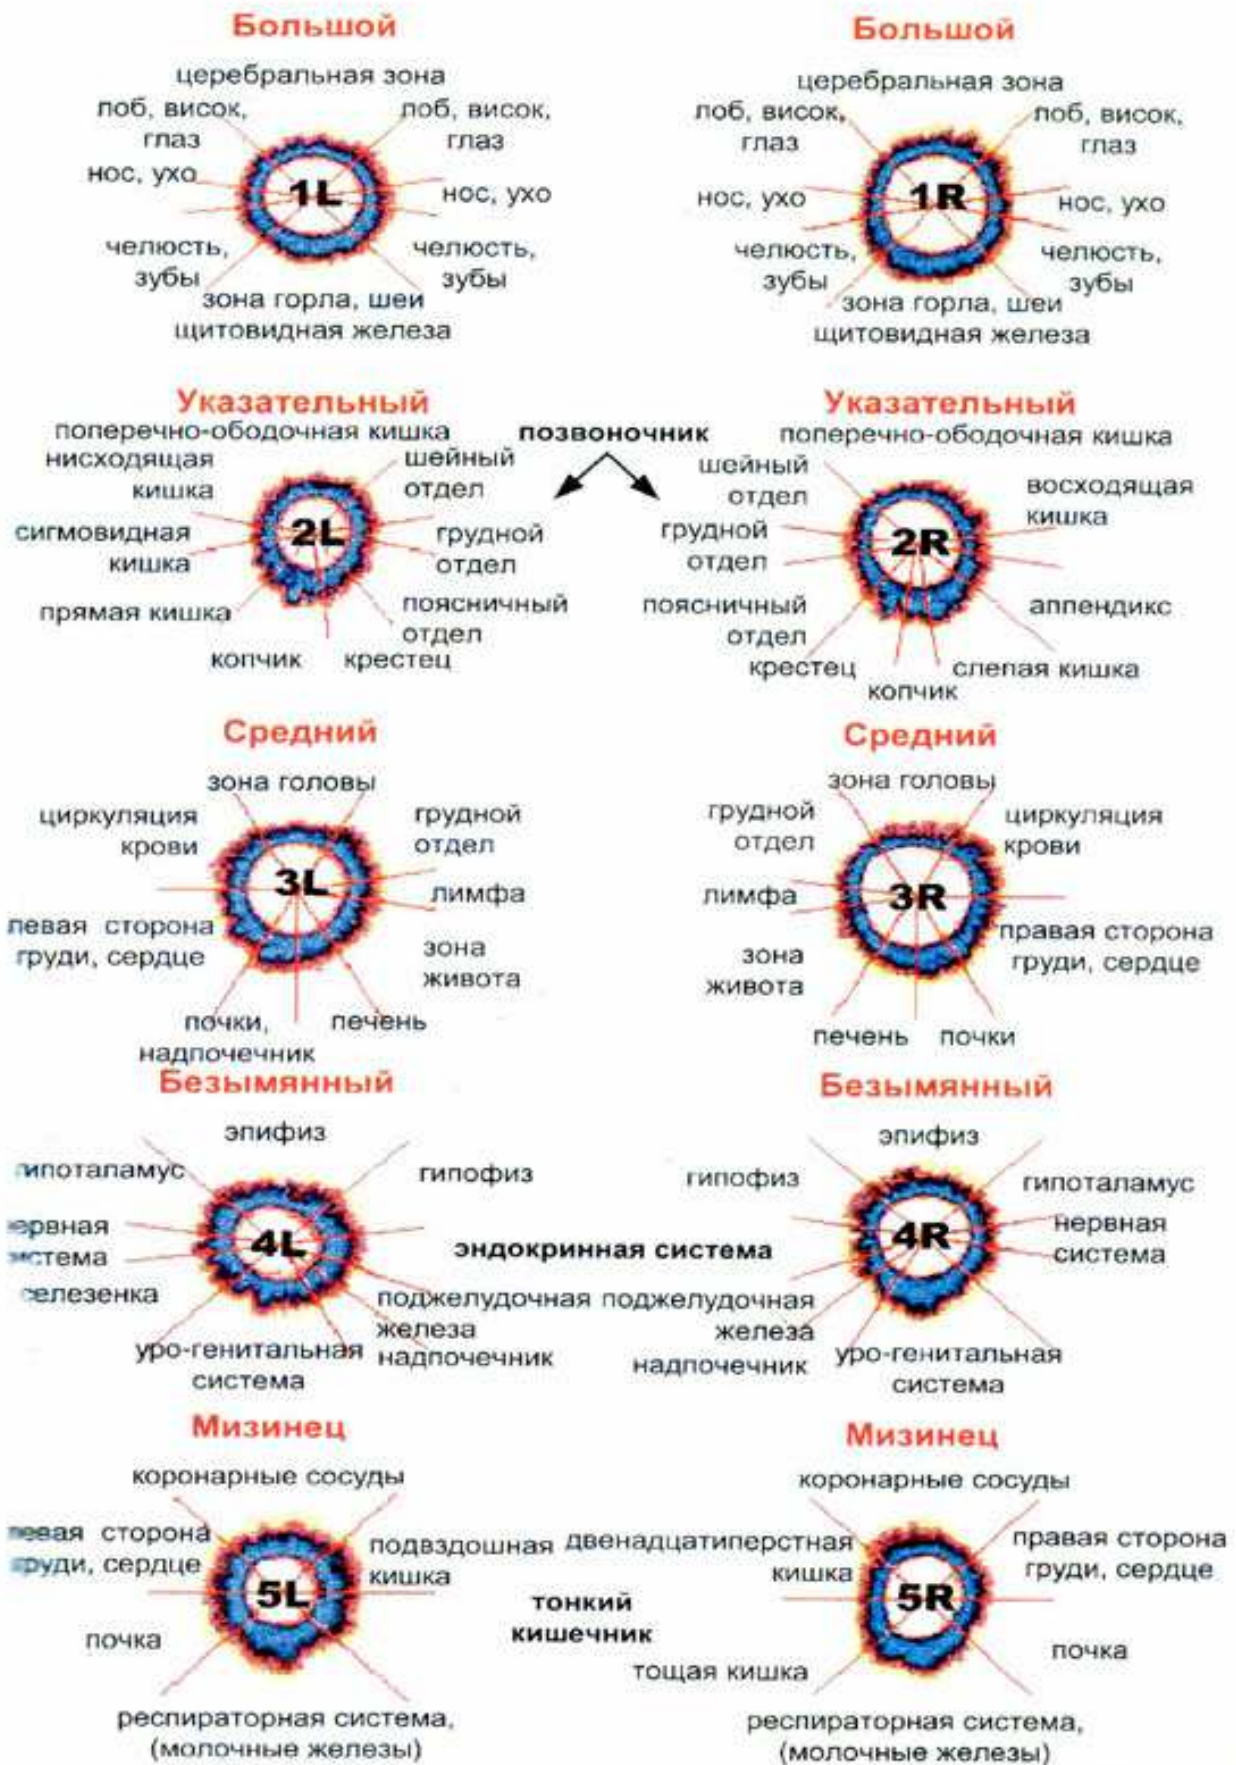 Большой
Большой
церебральная зона
церебральная зона
лоб, висок,
глаз
лоб, висок,
глаз
лоб, висок,
глаз
лоб, висок,
глаз
нос, ухо
1L
нос, ухо
нос, ухо
1R
нос, ухо
челюсть,
зубы
челюсть,
зубы
челюсть,
зубы
челюсть,
зубы
зона горла, шеи
щитовидная железа
зона горла, шеи
щитовидная железа
Указательный
Указательный
поперечно-ободочная кишка
позвоночник
поперечно-ободочная кишка
нисходящая
кишка
шейный
отдел
шейный
отдел
восходящая
кишка
сигмовидная
кишка
2L
грудной
отдел
грудной
отдел
2R
прямая кишка
поясничный
отдел
поясничный
отдел
аппендикс
копчик
крестец
крестец
копчик
слепая кишка
Средний
Средний
зона головы
зона головы
циркуляция
крови
грудной
отдел
грудной
отдел
циркуляция
крови
3L
лимфа
лимфа
3R
левая сторона
груди, сердце
зона
живота
зона
живота
правая сторона
груди, сердце
почки,
надпочечник
печень
печень
почки
Безымянный
Безымянный
эпифиз
эпифиз
гипоталамус
гипофиз
гипофиз
гипоталамус
нервная
система
4L
эндокринная система
4R
нервная
система
селезенка
поджелудочная
железа
поджелудочная
железа
надпочечник
надпочечник
уро-генитальная
система
уро-генитальная
система
Мизинец
Мизинец
коронарные сосуды
коронарные сосуды
левая сторона
груди, сердце
подвздошная
кишка
двенадцатиперстная
кишка
правая сторона
груди, сердце
5L
тонкий
кишечник
5R
почка
тощая кишка
почка
респираторная система,
(молочные железы)
респираторная система,
(молочные железы)